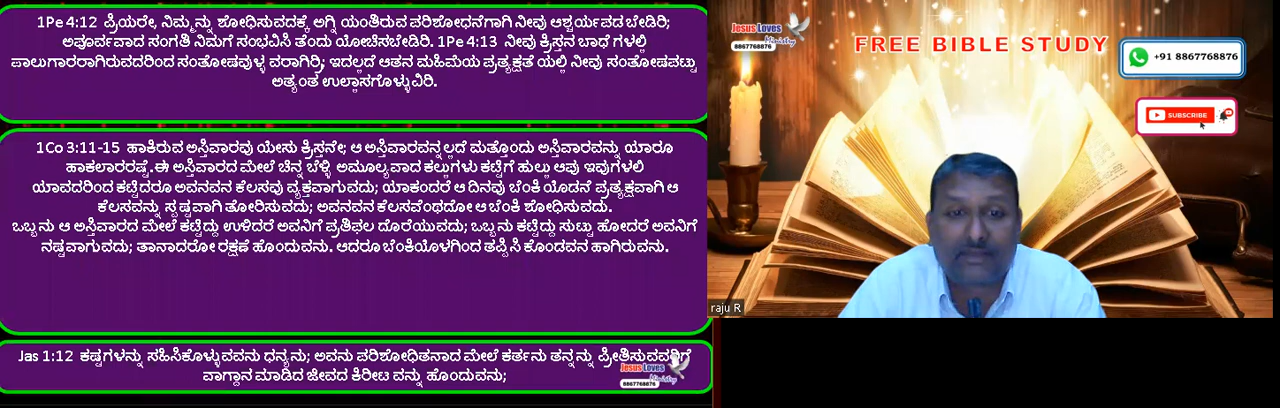 1Pe 4:12 ಪ್ರಿಯರೇ, ನಿಮ್ಮನ್ನು ಶೋಧಿಸುವದಕ್ಕೆ ಅಗ್ನಿ ಯಂತಿರುವ ಪರಿಶೋಧನೆಗಾಗಿ ನೀವು ಆಶ್ಚರ್ಯಪಡ ಬೇಡಿರಿ;
ಅಪೂರ್ವವಾದ ಸಂಗತಿ ನಿಮಗೆ ಸಂಭವಿಸಿ ತೆಂದು ಯೋಚಿಸಬೇಡಿರಿ. 1Pe 4:13 ನೀವು ಕ್ರಿಸ್ತನ ಬಾಧೆ ಗಳಲ್ಲಿ
ಪಾಲುಗಾರರಾಗಿರುವದರಿಂದ ಸಂತೋಷವುಳ್ಳ ವರಾಗಿರ್ರಿ; ಇದಲ್ಲದೆ ಆತನ ಮಹಿಮೆಯ ಪ್ರತ್ಯಕ್ಷತೆ ಯಲ್ಲಿ ನೀವು ಸಂತೋಷಪಟ್ಟು
ಅತ್ಯಂತ ಉಲ್ಲಾಸಗೊಳ್ಳುವಿರಿ.
1Co 3:11-15 ಹಾಕಿರುವ ಅಸ್ತಿವಾರವು ಯೇಸು ಕ್ರಿಸ್ತನೇ; ಆ ಅಸ್ತಿವಾರವನ್ನ ಲ್ಲದೆ ಮತ್ತೊಂದು ಅಸ್ತಿವಾರವನ್ನು ಯಾರೂ
ಹಾಕಲಾರರಷ್ಟೆ.ಈ ಅಸ್ತಿವಾರದ ಮೇಲೆ ಚಿನ್ನ ಬೆಳ್ಳಿ ಅಮೂಲ್ಯವಾದ ಕಲ್ಲುಗಳು ಕಟ್ಟಿಗೆ ಹುಲ್ಲು ಆಪು ಇವುಗಳಲಿ
ಯಾವದರಿಂದ ಕಟ್ಟಿದರೂ ಅವನವನ ಕೆಲಸವು ವ್ಯಕ್ತವಾಗುವದು; ಯಾಕಂದರೆ ಆ ದಿನವು ಬೆಂಕಿ ಯೊಡನೆ ಪ್ರತ್ಯಕ್ಷವಾಗಿ ಆ
ಕೆಲಸವನ್ನು ಸ್ಪಷ್ಟವಾಗಿ ತೋರಿಸುವದು; ಅವನವನ ಕೆಲಸವೆಂಥದೋ ಆ ಬೆಂಕಿ ಶೋಧಿಸುವದು.
ಒಬ್ಬನು ಆ ಅಸ್ತಿವಾರದ ಮೇಲೆ ಕಟ್ಟಿದ್ದು ಉಳಿದರೆ ಅವನಿಗೆ ಪ್ರತಿಫಲ ದೊರೆಯುವದು; ಒಬ್ಬನು ಕಟ್ಟಿದ್ದು ಸುಟ್ಟು ಹೋದರೆ ಅವನಿಗೆ
ನಷ್ಟವಾಗುವದು; ತಾನಾದರೋ ರಕ್ಷಣೆ ಹೊಂದುವನು. ಆದರೂ ಬೆಂಕಿಯೊಳಗಿಂದ ತಪ್ಪಿಸಿ ಕೊಂಡವನ ಹಾಗಿರುವನು.
Jas 1:12 ಕಷ್ಟಗಳನ್ನು ಸಹಿಸಿಕೊಳ್ಳುವವನು ಧನ್ಯನು; ಅವನು ಪರಿಶೋಧಿತನಾದ ಮೇಲೆ ಕರ್ತನು ತನ್ನನ್ನು ಪ್ರೀತಿಸುವವರಿಗೆ
ವಾಗ್ದಾನ ಮಾಡಿದ ಜೀವದ ಕಿರೀಟ ವನ್ನು ಹೊಂದುವನು;
Jesus Loves
Ministry
8867768876
Jesus Loves
Ministry
8867768876
FREE BIBLE STUDY
+91 8867768876
SUBSCRIBE
raju R